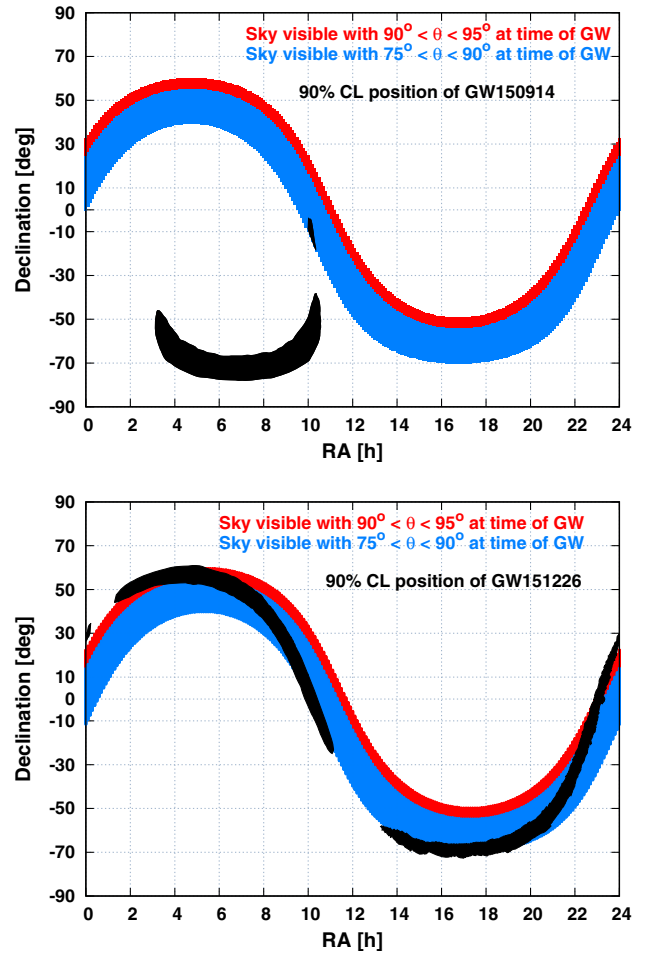 90
Sky visible with 90° < θ < 95° at time of GW
Sky visible with 75° < θ < 90° at time of GW
70
90% CL position of GW150914
50
30
10
0
-10
-30
-50
-70
-90
Declination [deg]
0 2 4 6 8 10 12 14 16 18 20 22 24
RA [h]
90
Sky visible with 90° < θ < 95° at time of GW
Sky visible with 75° < θ < 90° at time of GW
70
90% CL position of GW151226
50
30
10
0
-10
-30
-50
-70
-90
Declination [deg]
0 2 4 6 8 10 12 14 16 18 20 22 24
RA [h]